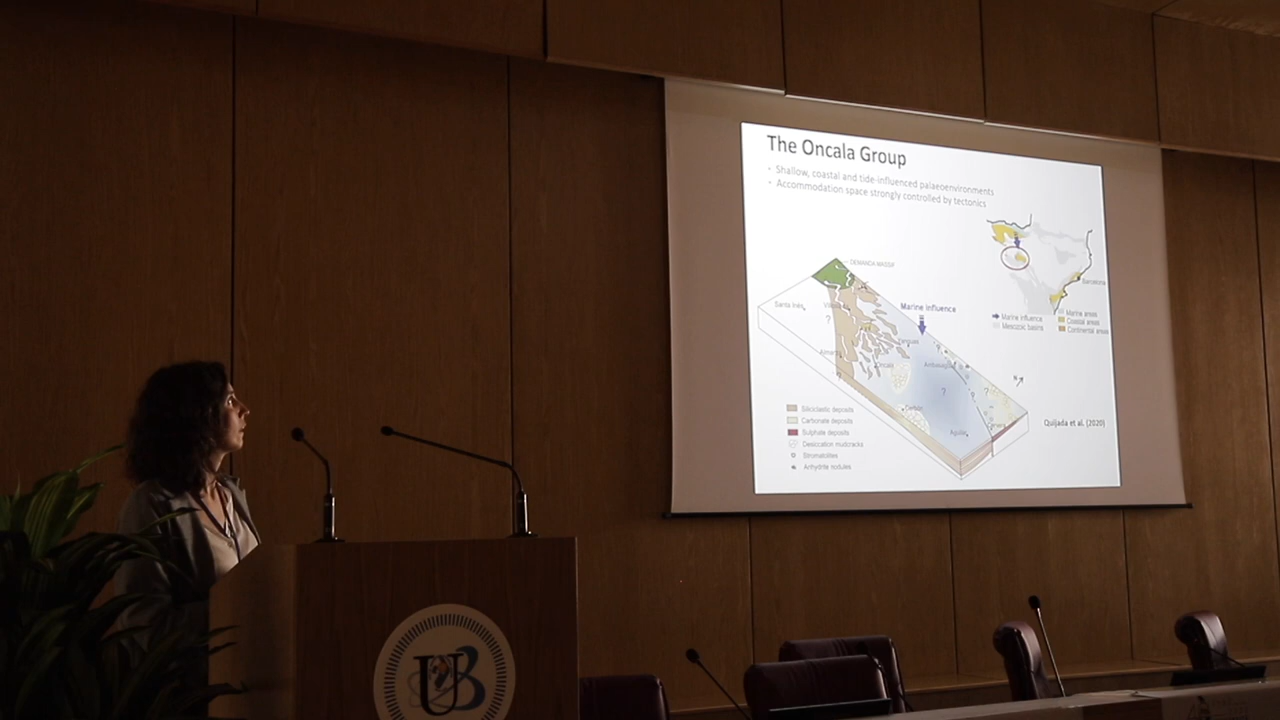 The Oncala Group
- Shallow, coastal and tide-influenced palaeoenvironments
- Accommodation space strongly controlled by tectonics
DEMANDA MASSIF
Barcelona
Santa Inés
Marine influence
Marine influence
Mesozoic basins
Marine areas
Coastal areas
Continental areas
?
Oncala
?
?
Siliciclastic deposits
Carbonate deposits
Sulphate deposits
Desiccation mudcracks
Stromatolites
Anhydrite nodules
Quijada et al. (2020)
UB